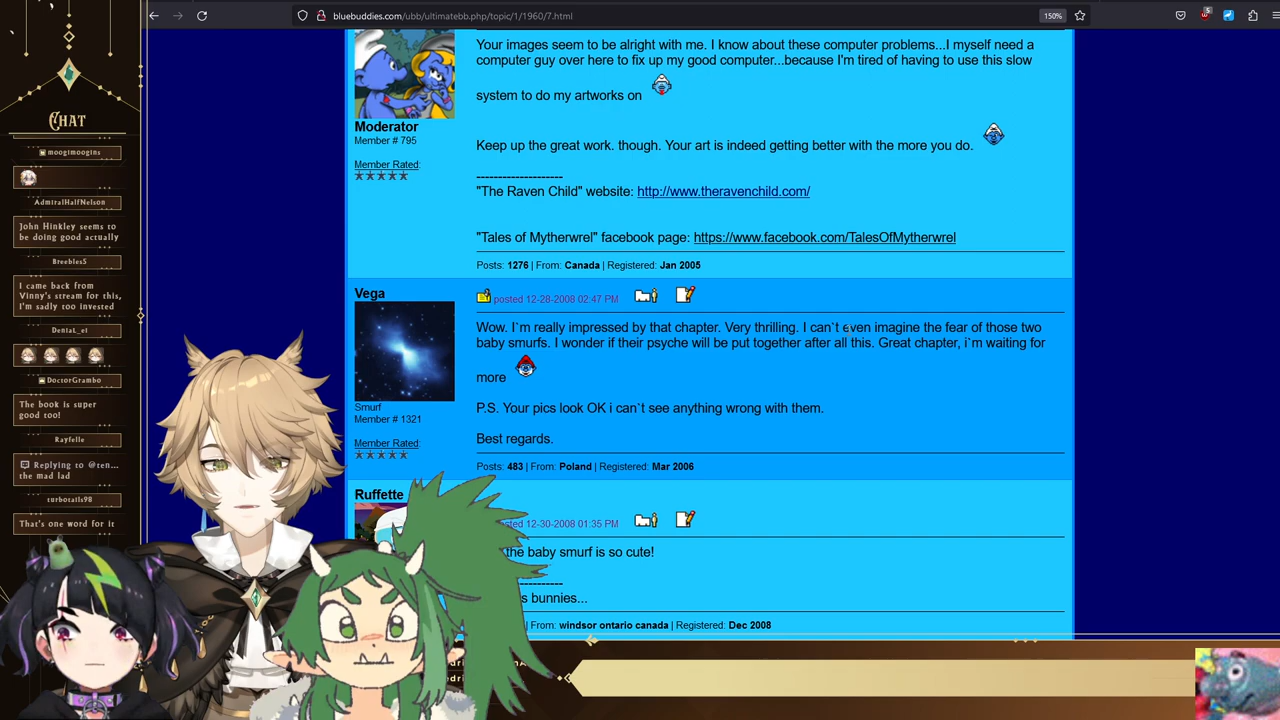 bluebuddies.com/ubb/ultimatebb.php/topic/1/1960/7.html
150%
5
CHAT
moogimoogins
AdmiralHalfNelson
John Hinkley seems to
be doing good actually
Breebles5
I came back from
Vinny's stream for this,
I'm sadly too invested
Denial_e1
DoctorGrambo
The book is super
good too!
Rayfelle
Replying to @ten...
the mad lad
turbotails98
That's one word for it
Your images seem to be alright with me. I know about these computer problems...I myself need a
computer guy over here to fix up my good computer...because I'm tired of having to use this slow
system to do my artworks on
Moderator
Member # 795
Member Rated:
Keep up the great work. though. Your art is indeed getting better with the more you do.
--------------------
"The Raven Child" website: http://www.theravenchild.com/
"Tales of Mytherwrel" facebook page: https://www.facebook.com/TalesOfMytherwrel
Posts: 1276 | From: Canada | Registered: Jan 2005
Vega
posted 12-28-2008 02:47 PM
Wow. I`m really impressed by that chapter. Very thrilling. I can`t even imagine the fear of those two
baby smurfs. I wonder if their psyche will be put together after all this. Great chapter, i`m waiting for
more
Smurf
Member # 1321
Member Rated:
P.S. Your pics look OK i can`t see anything wrong with them.
Best regards.
Posts: 483 | From: Poland | Registered: Mar 2006
Ruffette
12-30-2008 01:35 PM
the baby smurf is so cute!
bunnies...
From: windsor ontario canada | Registered: Dec 2008